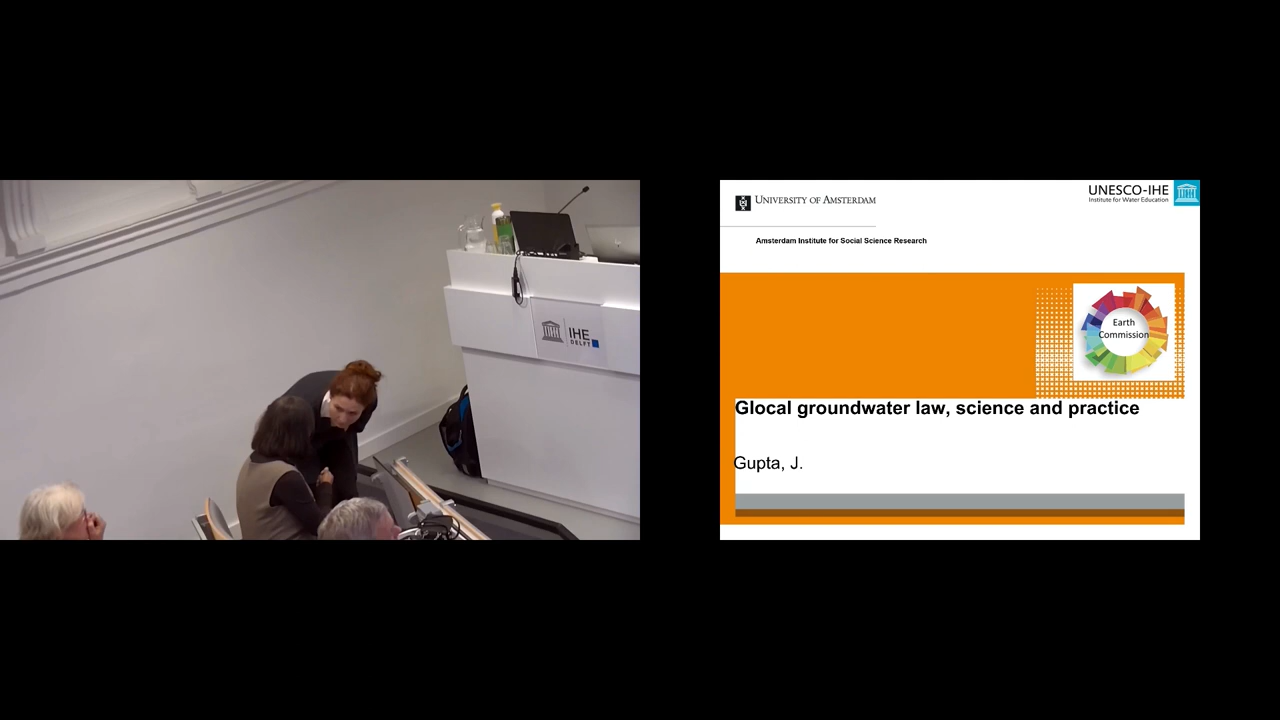 IHE
DELFT
UNIVERSITY OF AMSTERDAM
UNESCO-IHE
Institute for Water Education
Amsterdam Institute for Social Science Research
Earth
Commission
Glocal groundwater law, science and practice
Gupta, J.